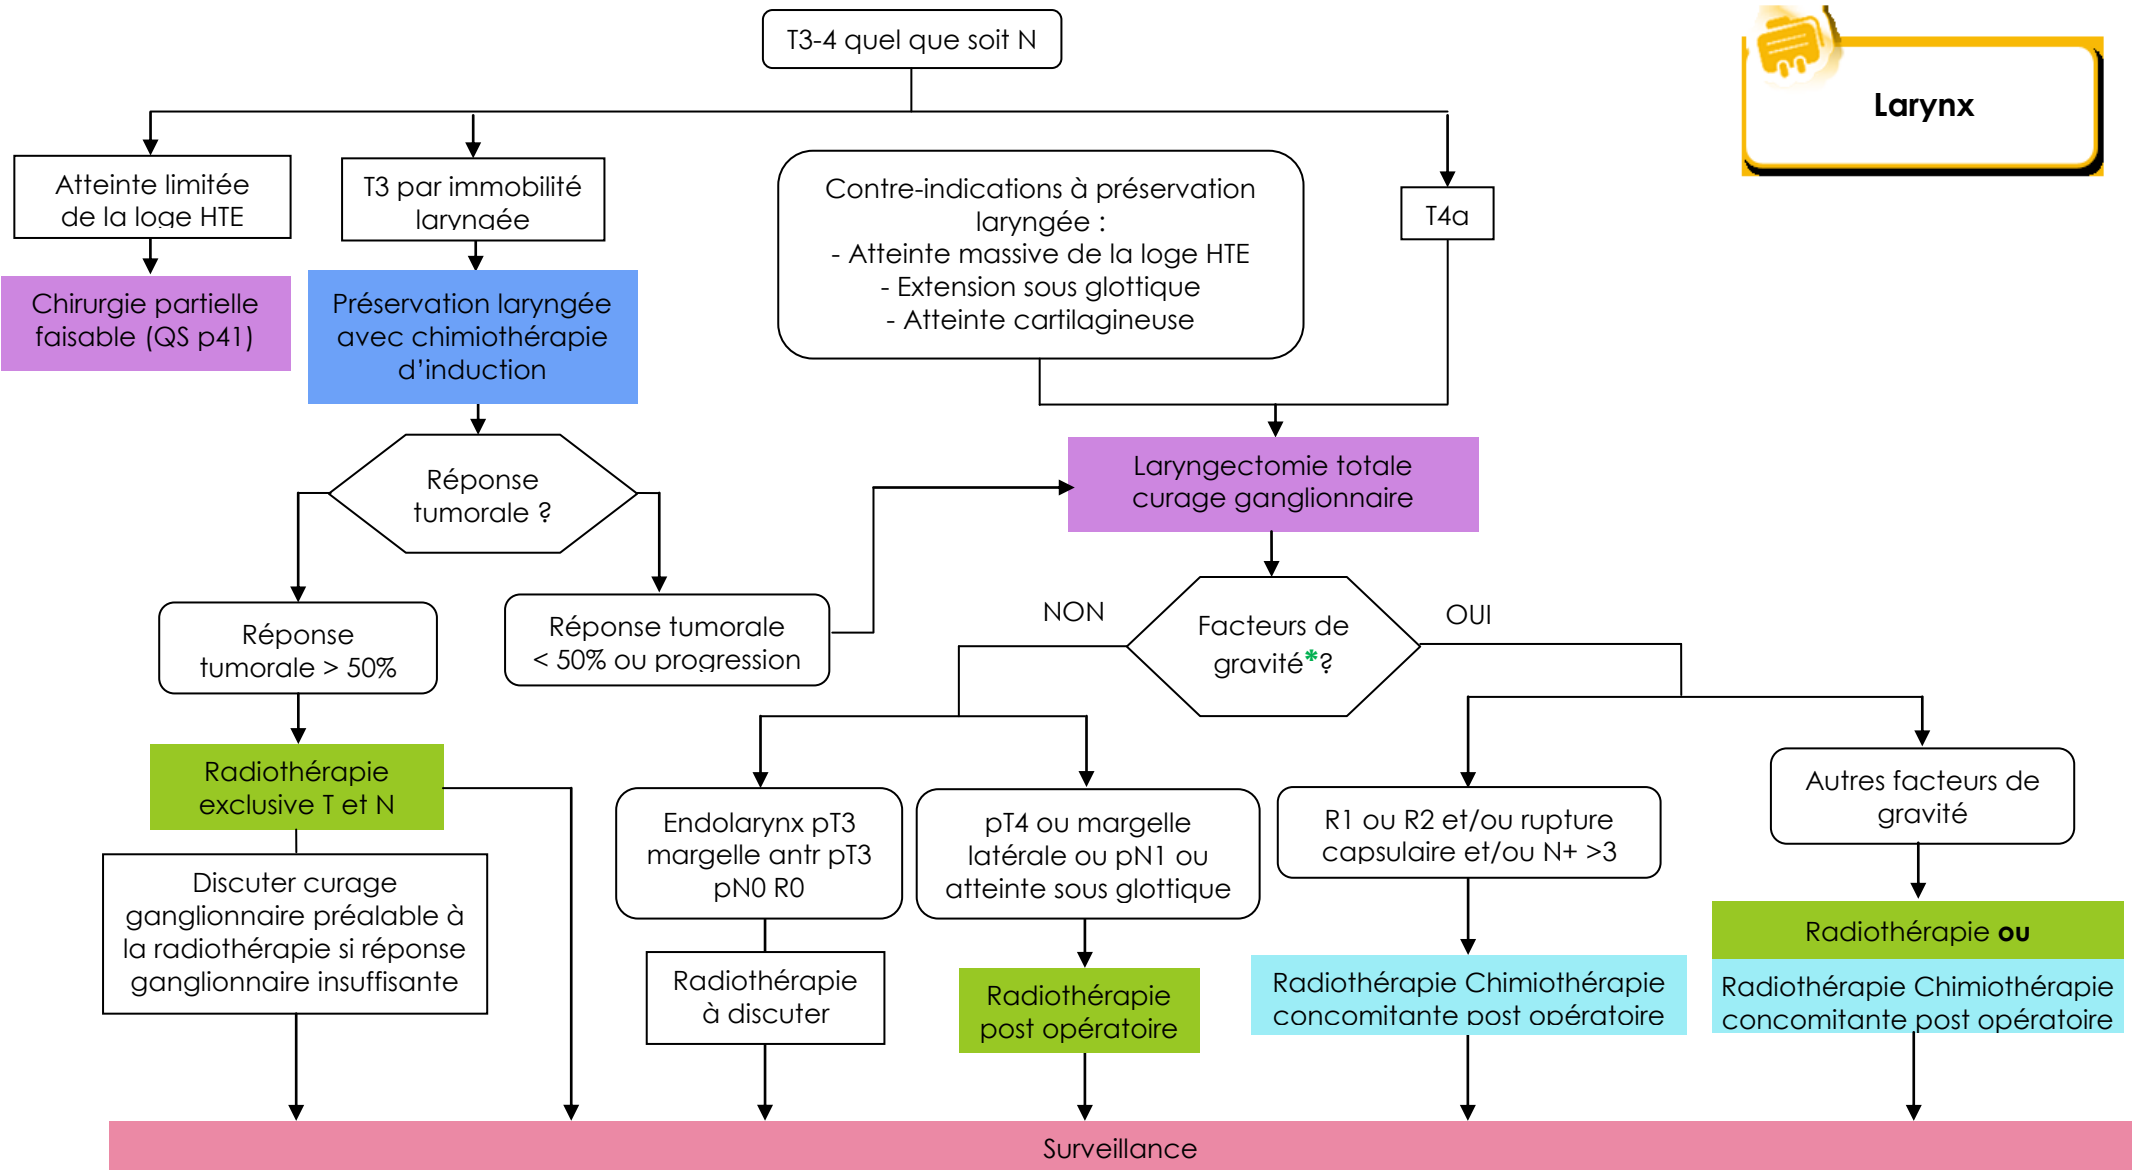 T3-4 quel que soit N
Larynx
Atteinte limitée
de la loge HTE
T3 par immobilité
laryngée
Contre-indications à préservation
laryngée :
- Atteinte massive de la loge HTE
- Extension sous glottique
- Atteinte cartilagineuse
T4a
Chirurgie partielle
faisable (QS p41)
Préservation laryngée
avec chimiothérapie
d’induction
Réponse
tumorale ?
Laryngectomie totale
curage ganglionnaire
Réponse
tumorale > 50%
Réponse tumorale
< 50% ou progression
NON
Facteurs de
gravité*?
OUI
Radiothérapie
exclusive T et N
Endolarynx pT3
margelle antr pT3
pN0 R0
pT4 ou margelle
latérale ou pN1 ou
atteinte sous glottique
R1 ou R2 et/ou rupture
capsulaire et/ou N+ >3
Autres facteurs de
gravité
Discuter curage
ganglionnaire préalable à
la radiothérapie si réponse
ganglionnaire insuffisante
Radiothérapie
à discuter
Radiothérapie
post opératoire
Radiothérapie Chimiothérapie
concomitante post opératoire
Radiothérapie ou
Radiothérapie Chimiothérapie
concomitante post opératoire
Surveillance